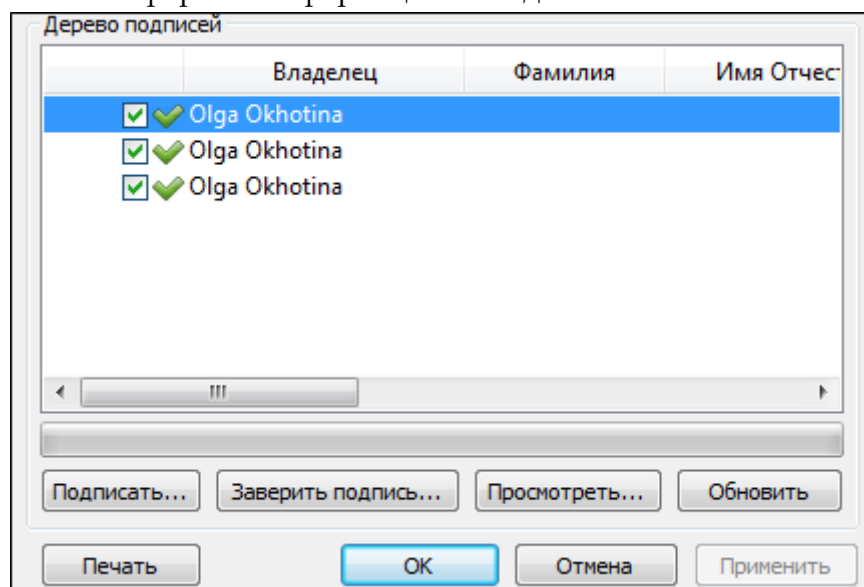 Дерево подписей
Владелец Фамилия Имя Отчес
Olga Okhotina
Olga Okhotina
Olga Okhotina
Подписать... Заверить подпись... Просмотреть... Обновить
Печать OK Отмена Применить